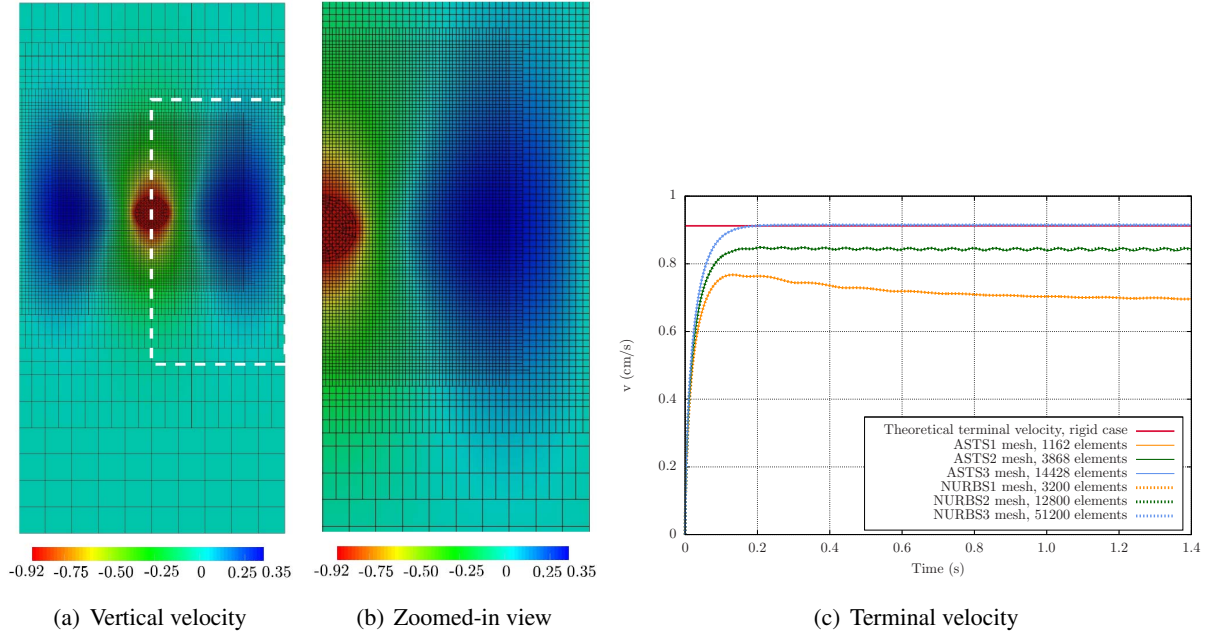 -0.92 -0.75 -0.50 -0.25 0 0.25 0.35
(a) Vertical velocity
-0.92 -0.75 -0.50 -0.25 0 0.25 0.35
(b) Zoomed-in view
v (cm/s)
1
0.8
0.6
0.4
0.2
0
0 0.2 0.4 0.6 0.8 1.0 1.2 1.4
Time (s)
Theoretical terminal velocity, rigid case
ASTS1 mesh, 1162 elements
ASTS2 mesh, 3868 elements
ASTS3 mesh, 14428 elements
NURBS1 mesh, 3200 elements
NURBS2 mesh, 12800 elements
NURBS3 mesh, 51200 elements
(c) Terminal velocity